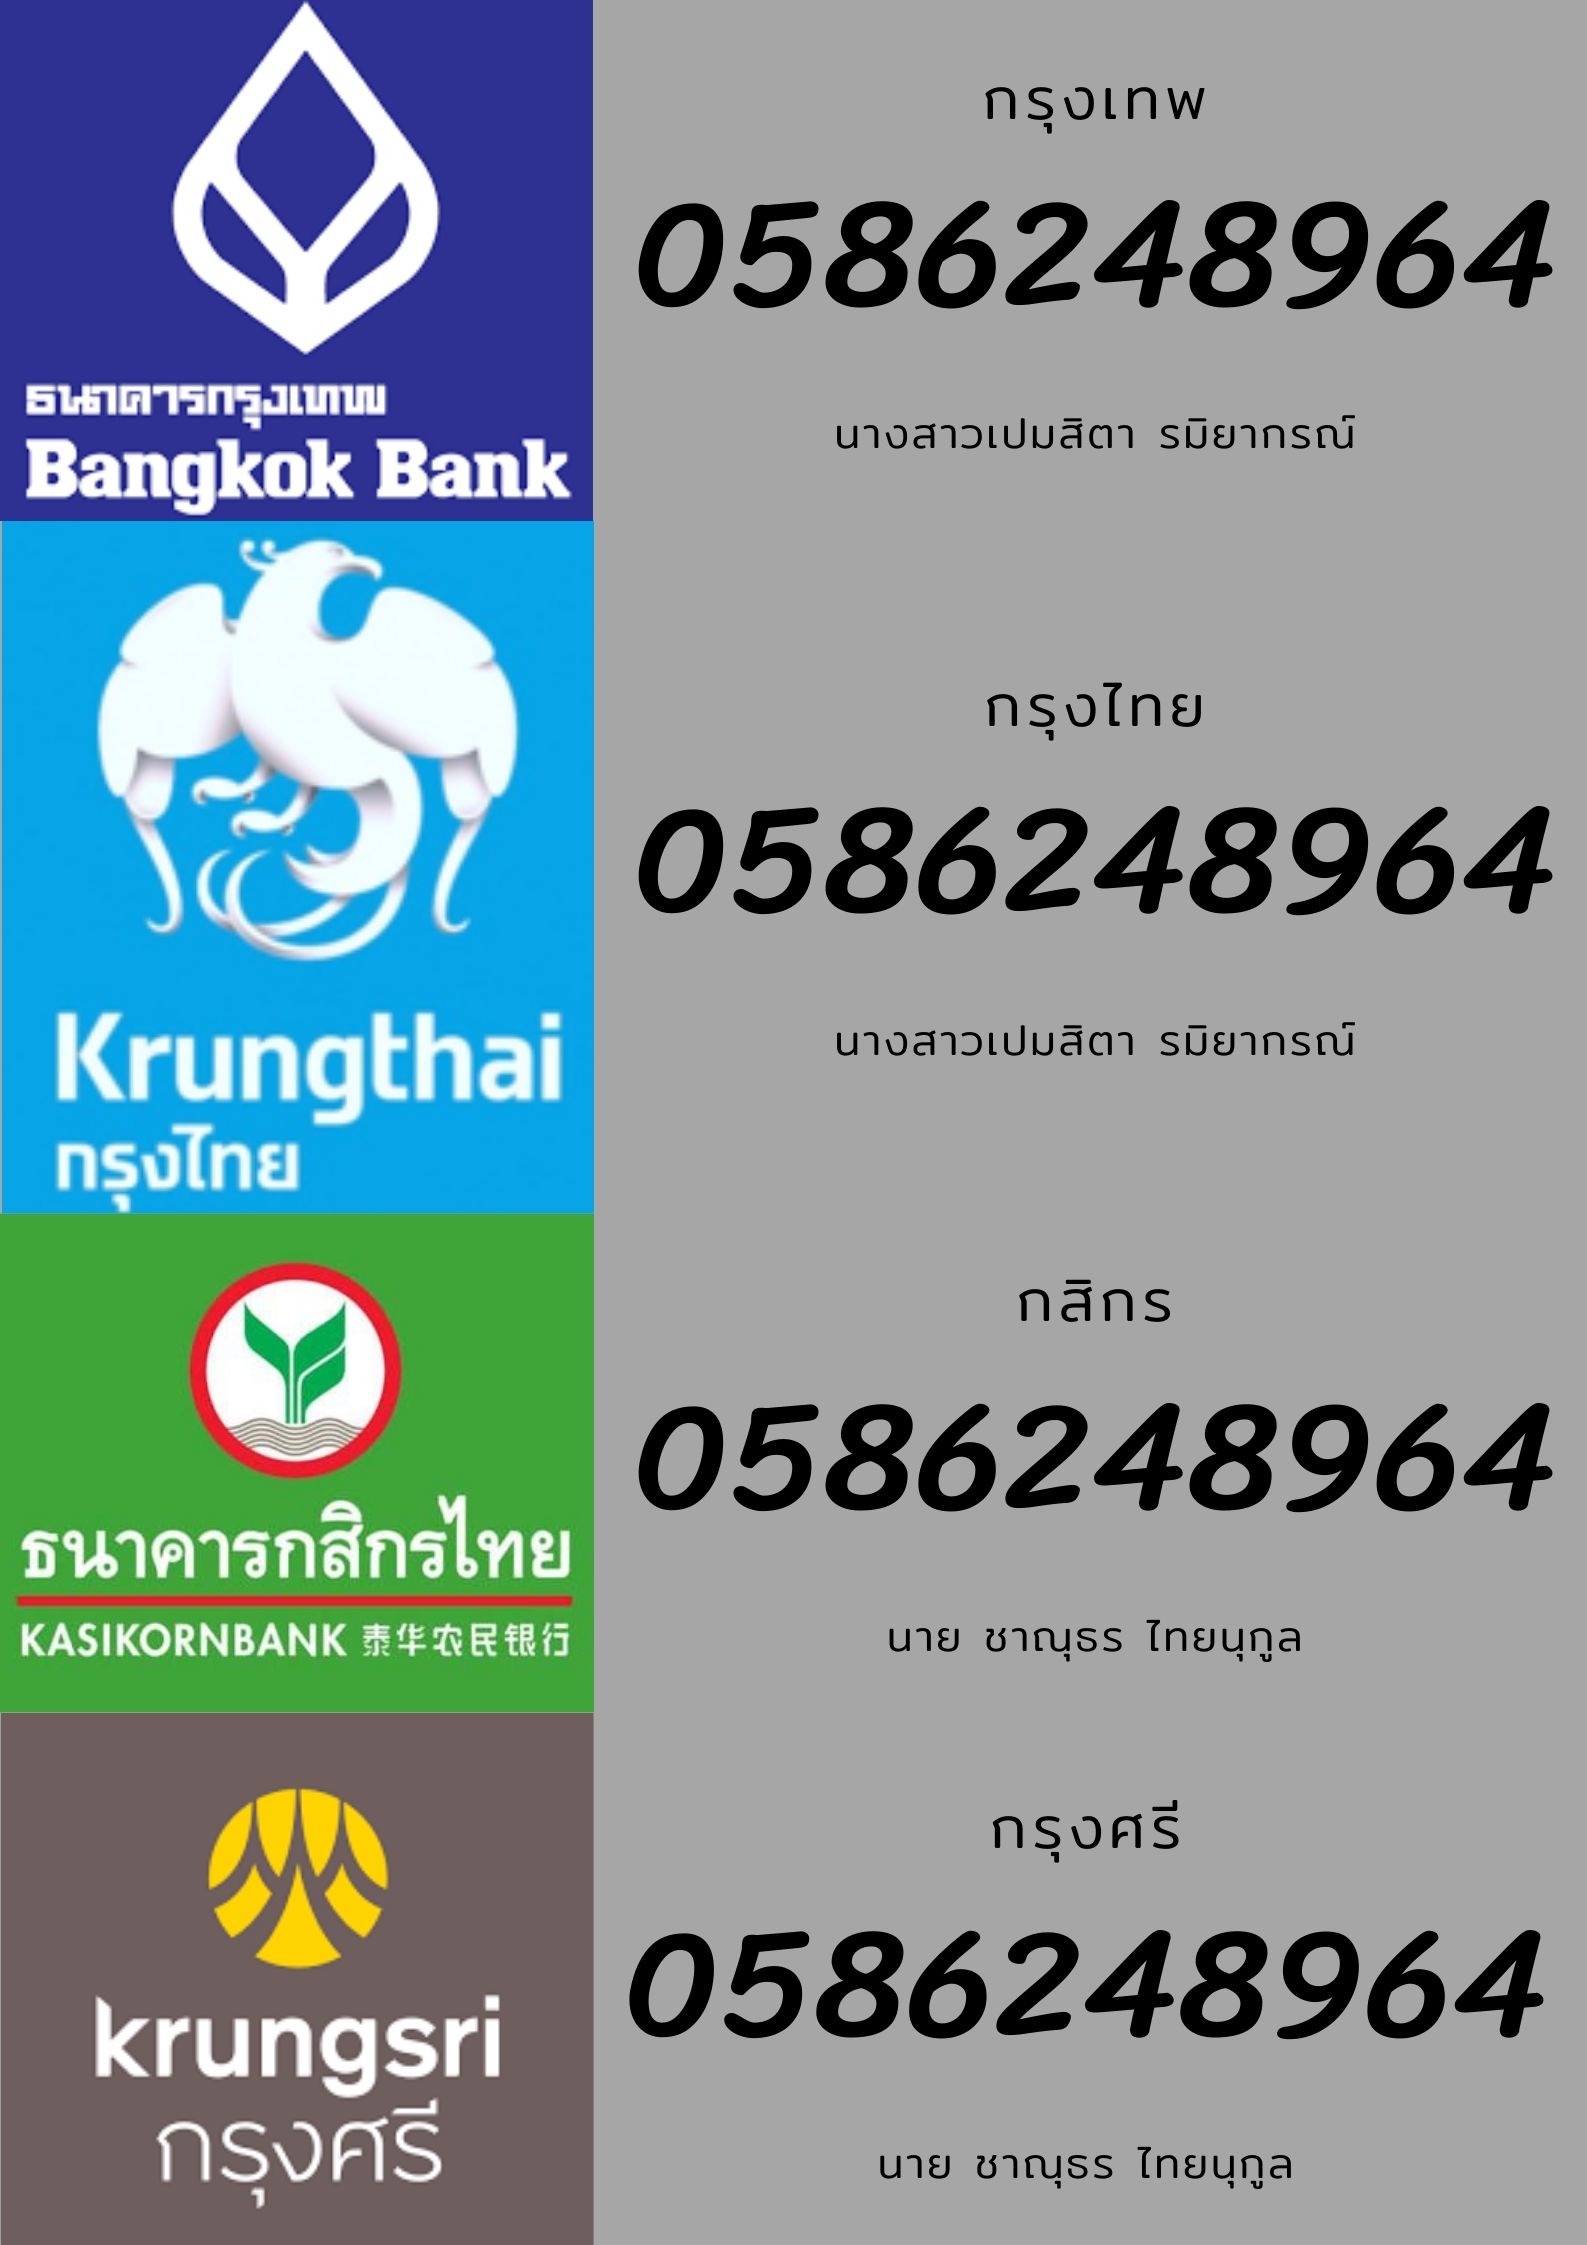 ธนาคารกรุงเทพ
Bangkok Bank
กรุงเทพ
0586248964
นางสาวเปมสิตา รมิยากรณ์
Krungthai
กรุงไทย
กรุงไทย
0586248964
นางสาวเปมสิตา รมิยากรณ์
ธนาคารกสิกรไทย
KASIKORNBANK 泰华农民银行
กสิกร
0586248964
นาย ชาณุธร ไทยนุกูล
krungsri
กรุงศรี
กรุงศรี
0586248964
นาย ชาณุธร ไทยนุกูล